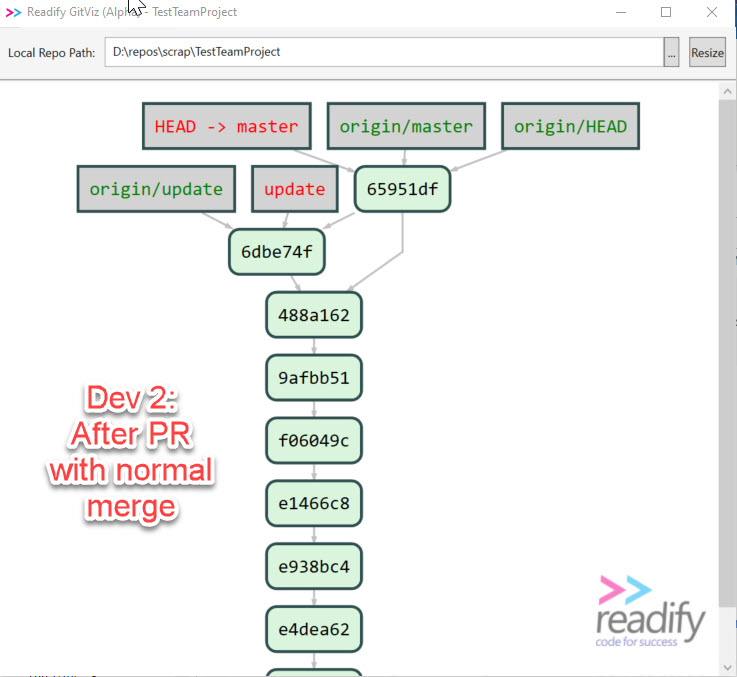 Readify GitViz (Alpha) - TestTeamProject
Local Repo Path: D:\repos\scrap\TestTeamProject ... Resize
HEAD -> master origin/master origin/HEAD
origin/update update 65951df
6dbe74f
488a162
9afbb51
f06049c
e1466c8
e938bc4
e4dea62
Dev 2:
After PR
with normal
merge
readify
code for success